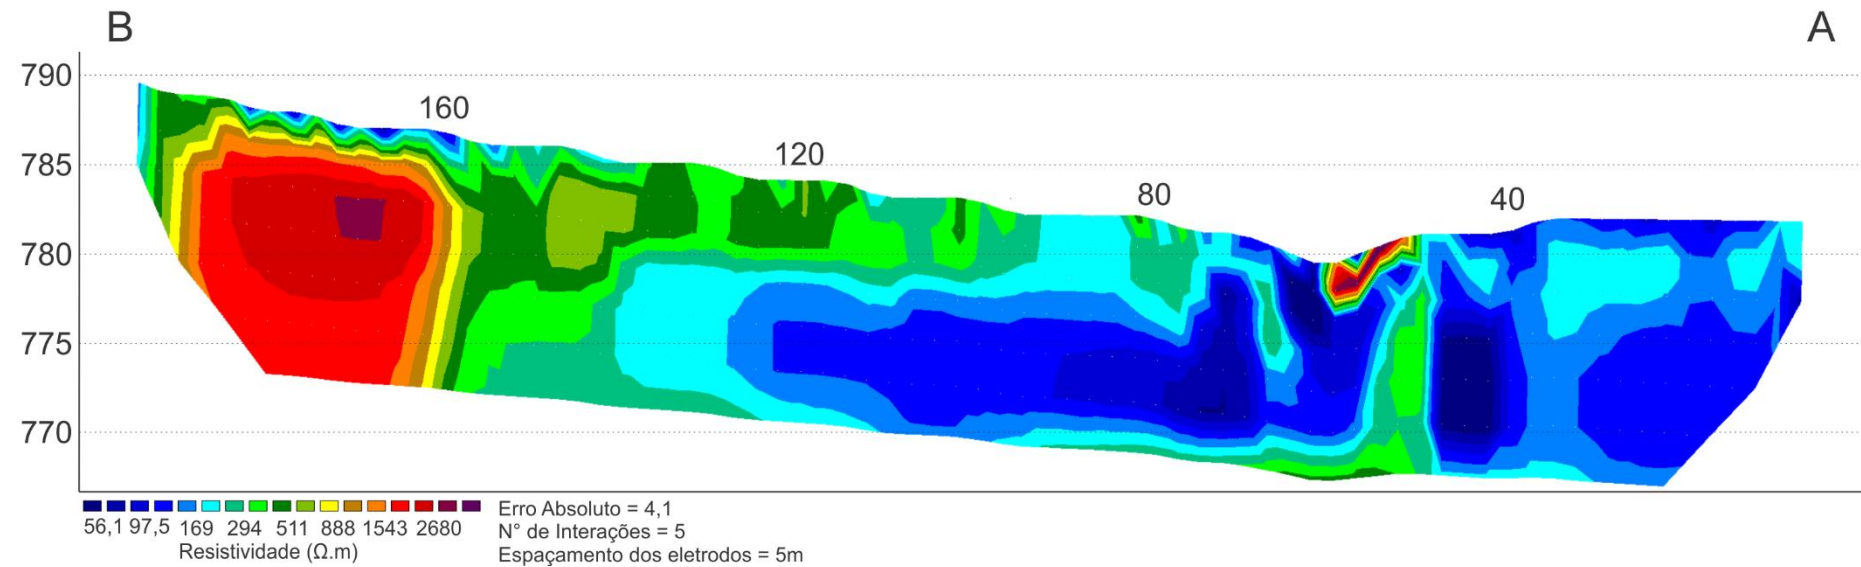 B
A
790
160
785
120
80
40
780
775
770
56,1 97,5 169 294 511 888 1543 2680
Resistividade (Ω.m)
Erro Absoluto = 4,1
N° de Interações = 5
Espaçamento dos eletrodos = 5m